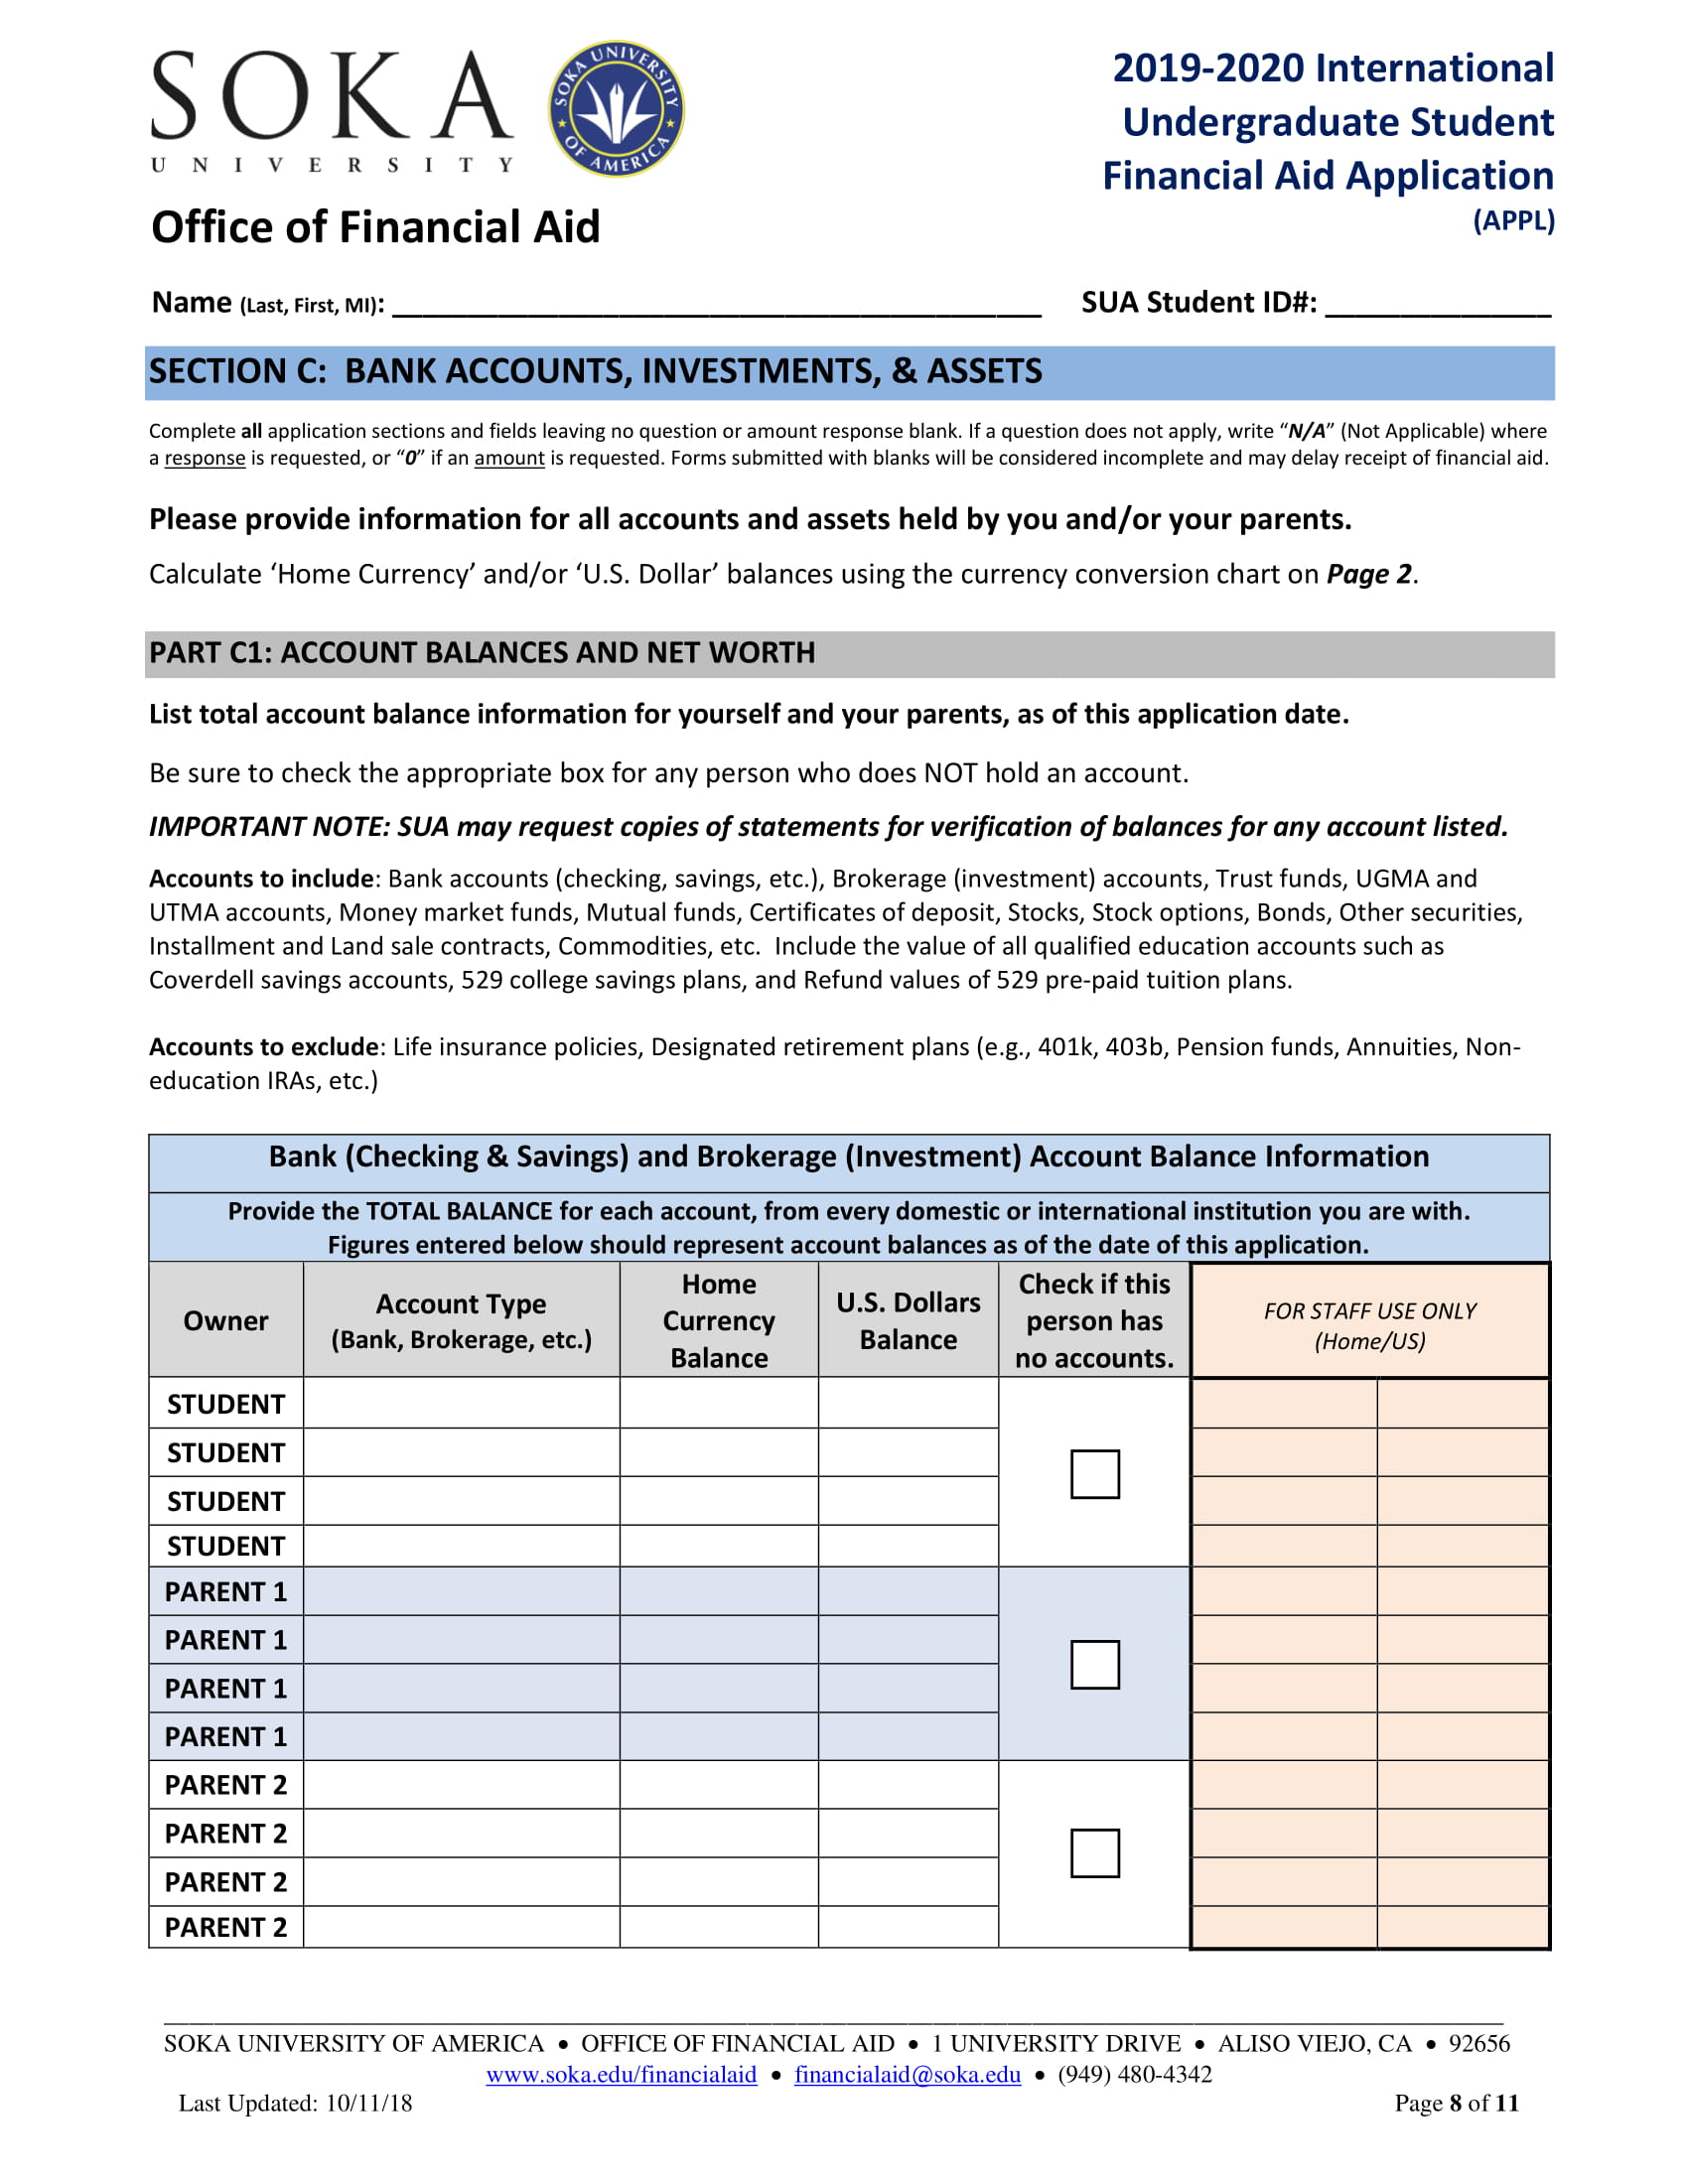 SOKA
UNIVERSITY
SOKA UNIVERSITY OF AMERICA
Office of Financial Aid
2019-2020 International
Undergraduate Student
Financial Aid Application
(APPL)
Name (Last, First, MI): ___________________________________________ SUA Student ID#: _______________
SECTION C: BANK ACCOUNTS, INVESTMENTS, & ASSETS
Complete all application sections and fields leaving no question or amount response blank. If a question does not apply, write “N/A” (Not Applicable) where
a response is requested, or “0” if an amount is requested. Forms submitted with blanks will be considered incomplete and may delay receipt of financial aid.
Please provide information for all accounts and assets held by you and/or your parents.
Calculate ‘Home Currency’ and/or ‘U.S. Dollar’ balances using the currency conversion chart on Page 2.
PART C1: ACCOUNT BALANCES AND NET WORTH
List total account balance information for yourself and your parents, as of this application date.
Be sure to check the appropriate box for any person who does NOT hold an account.
IMPORTANT NOTE: SUA may request copies of statements for verification of balances for any account listed.
Accounts to include: Bank accounts (checking, savings, etc.), Brokerage (investment) accounts, Trust funds, UGMA and
UTMA accounts, Money market funds, Mutual funds, Certificates of deposit, Stocks, Stock options, Bonds, Other securities,
Installment and Land sale contracts, Commodities, etc. Include the value of all qualified education accounts such as
Coverdell savings accounts, 529 college savings plans, and Refund values of 529 pre-paid tuition plans.
Accounts to exclude: Life insurance policies, Designated retirement plans (e.g., 401k, 403b, Pension funds, Annuities, Non-
education IRAs, etc.)
Bank (Checking & Savings) and Brokerage (Investment) Account Balance Information
Provide the TOTAL BALANCE for each account, from every domestic or international institution you are with.
Figures entered below should represent account balances as of the date of this application.
Owner
Account Type
(Bank, Brokerage, etc.)
Home
Currency
Balance
U.S. Dollars
Balance
Check if this
person has
no accounts.
FOR STAFF USE ONLY
(Home/US)
STUDENT
STUDENT
STUDENT
STUDENT
PARENT 1
PARENT 1
PARENT 1
PARENT 1
PARENT 2
PARENT 2
PARENT 2
PARENT 2
SOKA UNIVERSITY OF AMERICA • OFFICE OF FINANCIAL AID • 1 UNIVERSITY DRIVE • ALISO VIEJO, CA • 92656
www.soka.edu/financialaid • financialaid@soka.edu • (949) 480-4342
Last Updated: 10/11/18 Page 8 of 11